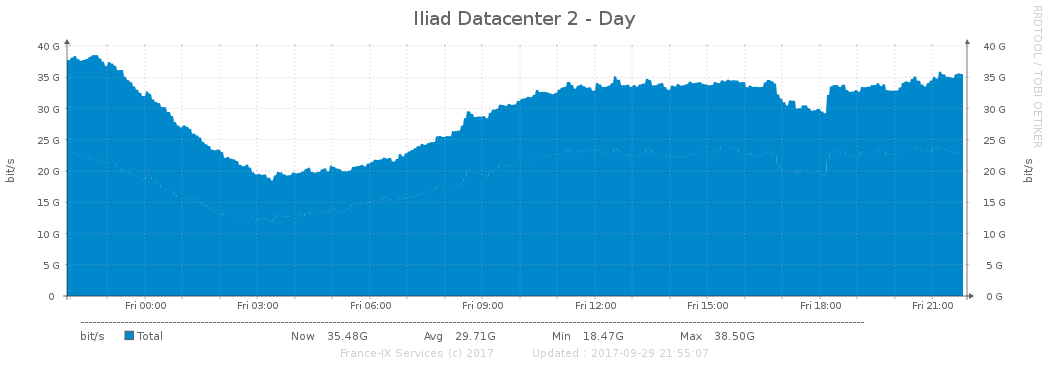 Iliad Datacenter 2 - Day
RRDTOOL / TOBI OETIKER
40 G 40 G
35 G 35 G
30 G 30 G
25 G 25 G
20 G 20 G
15 G 15 G
10 G 10 G
5 G 5 G
0 0 G
bit/s
bit/s
Fri 00:00 Fri 03:00 Fri 06:00 Fri 09:00 Fri 12:00 Fri 15:00 Fri 18:00 Fri 21:00
bit/s Total Now 35.48G Avg 29.71G Min 18.47G Max 38.50G
France-IX Services (c) 2017 Updated : 2017-09-29 21:55:07